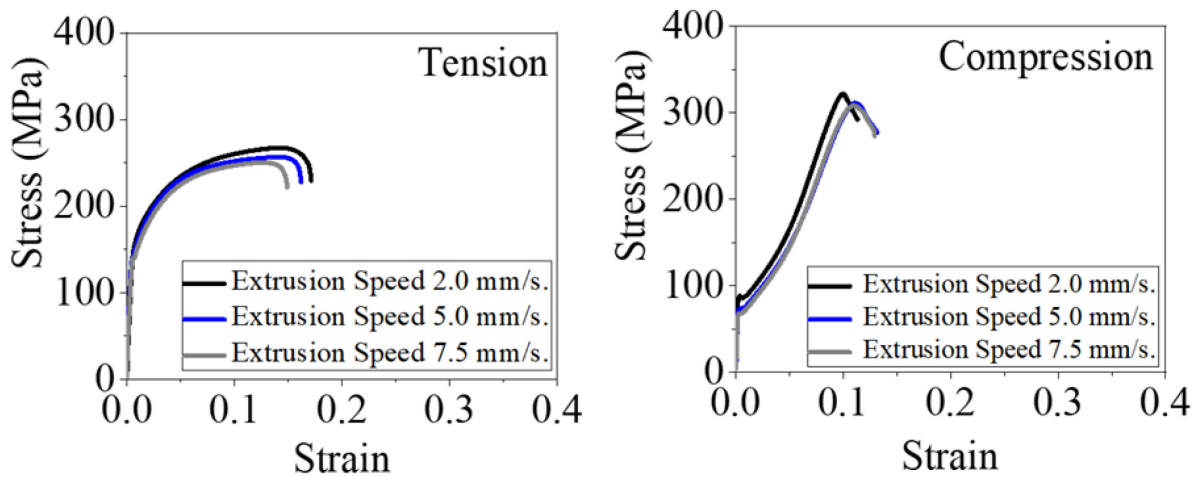 Tension
Stress (MPa)
400
300
200
100
0
Extrusion Speed 2.0 mm/s.
Extrusion Speed 5.0 mm/s.
Extrusion Speed 7.5 mm/s.
0.0 0.1 0.2 0.3 0.4
Strain
Compression
Stress (MPa)
400
300
200
100
0
Extrusion Speed 2.0 mm/s.
Extrusion Speed 5.0 mm/s.
Extrusion Speed 7.5 mm/s.
0.0 0.1 0.2 0.3 0.4
Strain